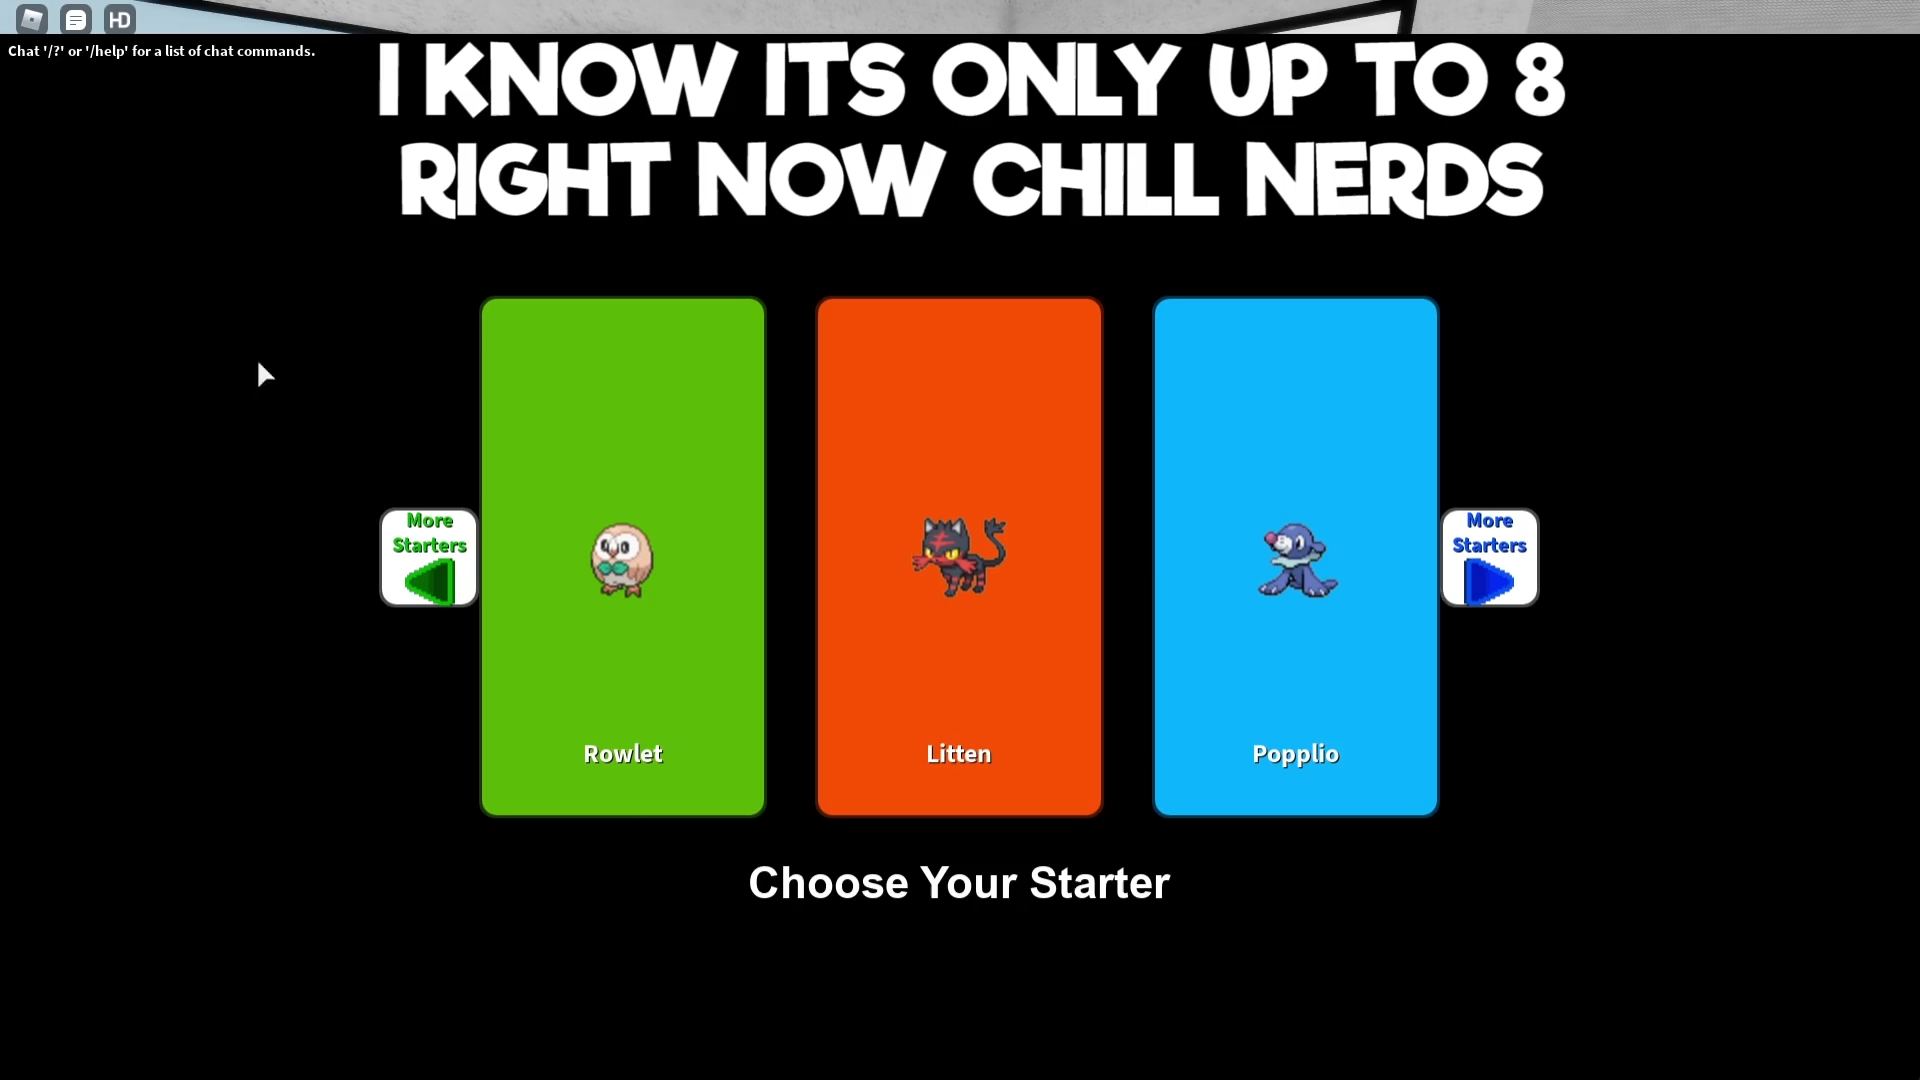 HD
Chat '/?' or '/help' for a list of chat commands.
I KNOW ITS ONLY UP TO 8
RIGHT NOW CHILL NERDS
More
Starters
More
Starters
Rowlet
Litten
Popplio
Choose Your Starter